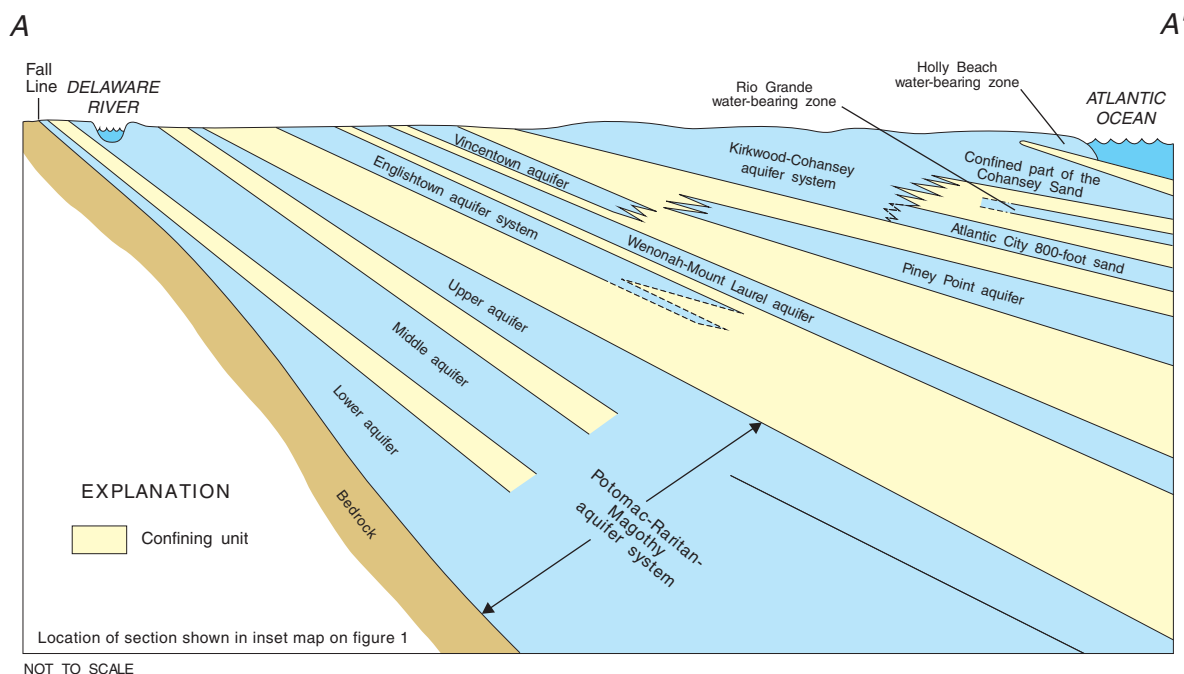 A
A'
Fall
Line
DELAWARE
RIVER
Holly Beach
water-bearing zone
Rio Grande
water-bearing zone
ATLANTIC
OCEAN
Vincentown aquifer
Kirkwood-Cohansey
aquifer system
Confined part of the
Cohansey Sand
Englishtown aquifer system
Atlantic City 800-foot sand
Wenonah-Mount Laurel aquifer
Piney Point aquifer
Upper aquifer
Middle aquifer
Lower aquifer
Potomac-Raritan-
Magothy
aquifer system
Bedrock
EXPLANATION
Confining unit
Location of section shown in inset map on figure 1
NOT TO SCALE